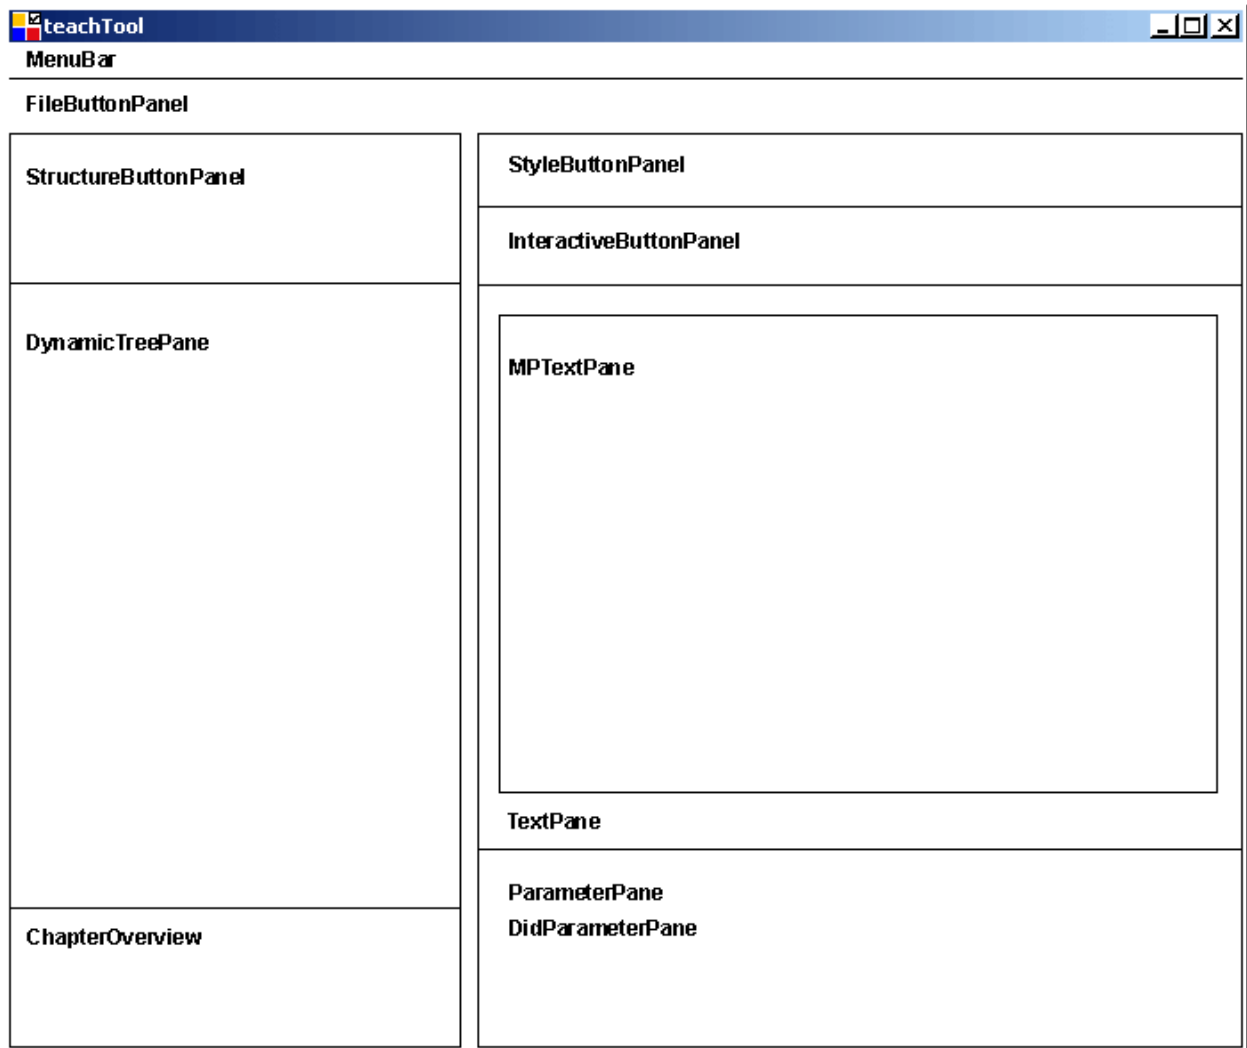 teachTool
MenuBar
FileButtonPanel
StructureButtonPanel
DynamicTreePane
ChapterOverview
StyleButtonPanel
InteractiveButtonPanel
MPTextPane
TextPane
ParameterPane
DidParameterPane